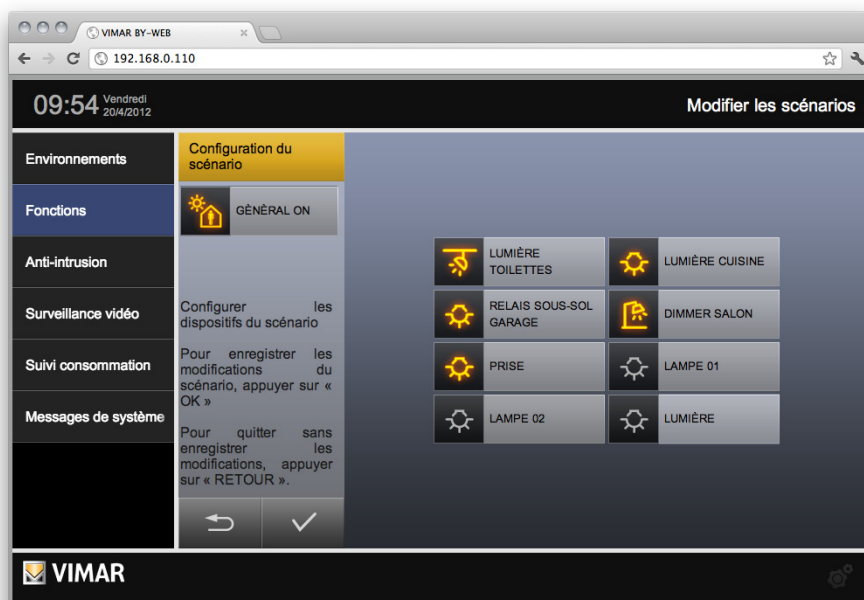 VIMAR BY-WEB
192.168.0.110
09:54 Vendredi
20/4/2012
Modifier les scénarios
Environnements
Fonctions
Anti-intrusion
Surveillance vidéo
Suivi consommation
Messages de système
Configuration du
scénario
GÈNÈRAL ON
Configurer les
dispositifs du scénario
Pour enregistrer les
modifications du
scénario, appuyer sur «
OK »
Pour quitter sans
enregistrer les
modifications, appuyer
sur « RETOUR ».
LUMIÈRE
TOILETTES
LUMIÈRE CUISINE
RELAIS SOUS-SOL
GARAGE
DIMMER SALON
PRISE
LAMPE 01
LAMPE 02
LUMIÈRE
VIMAR